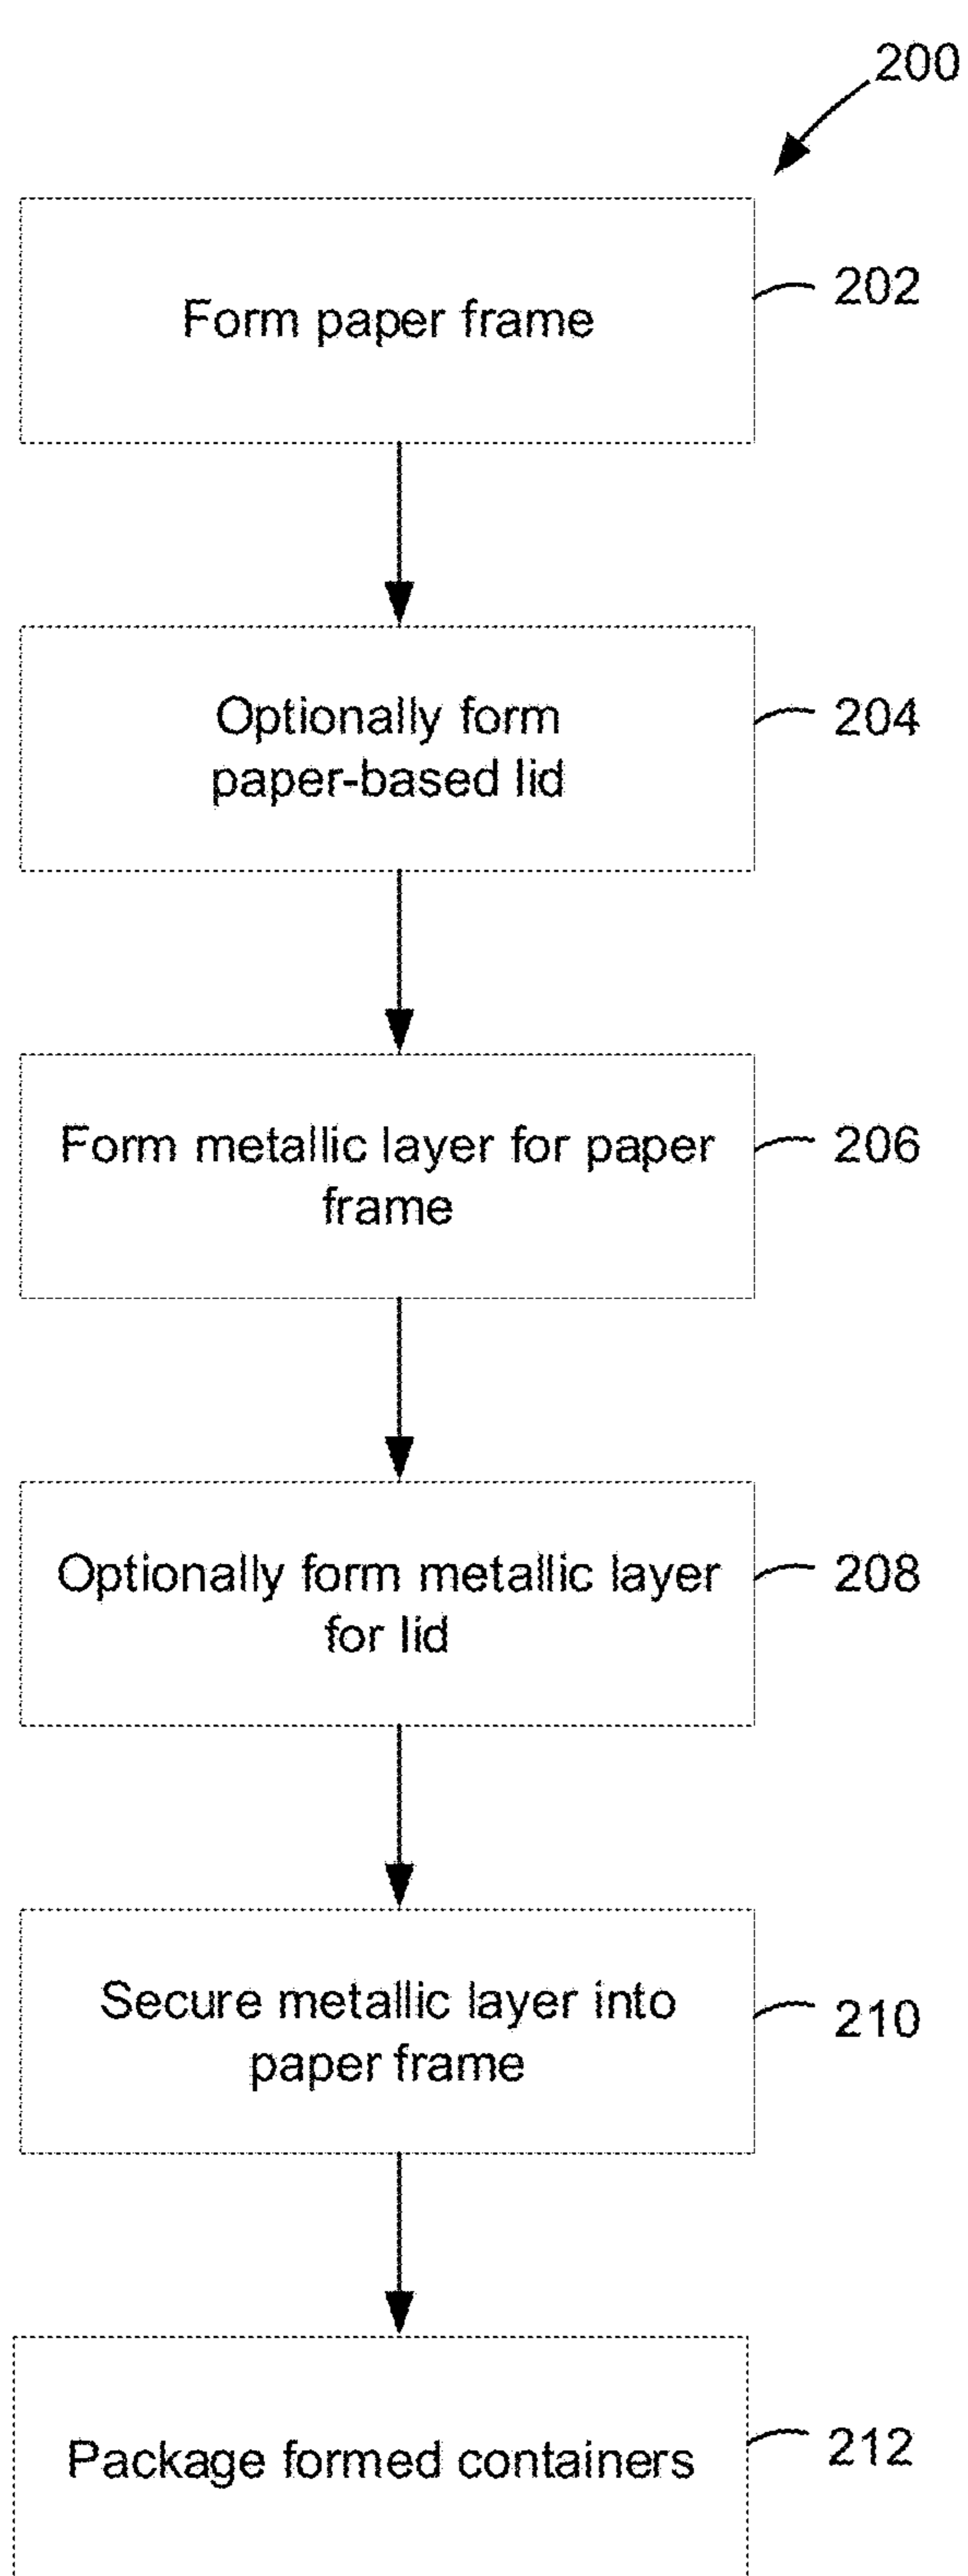 200
Form paper frame
202
Optionally form
paper-based lid
204
Form metallic layer for paper
frame
206
Optionally form metallic layer
for lid
208
Secure metallic layer into
paper frame
210
Package formed containers
212